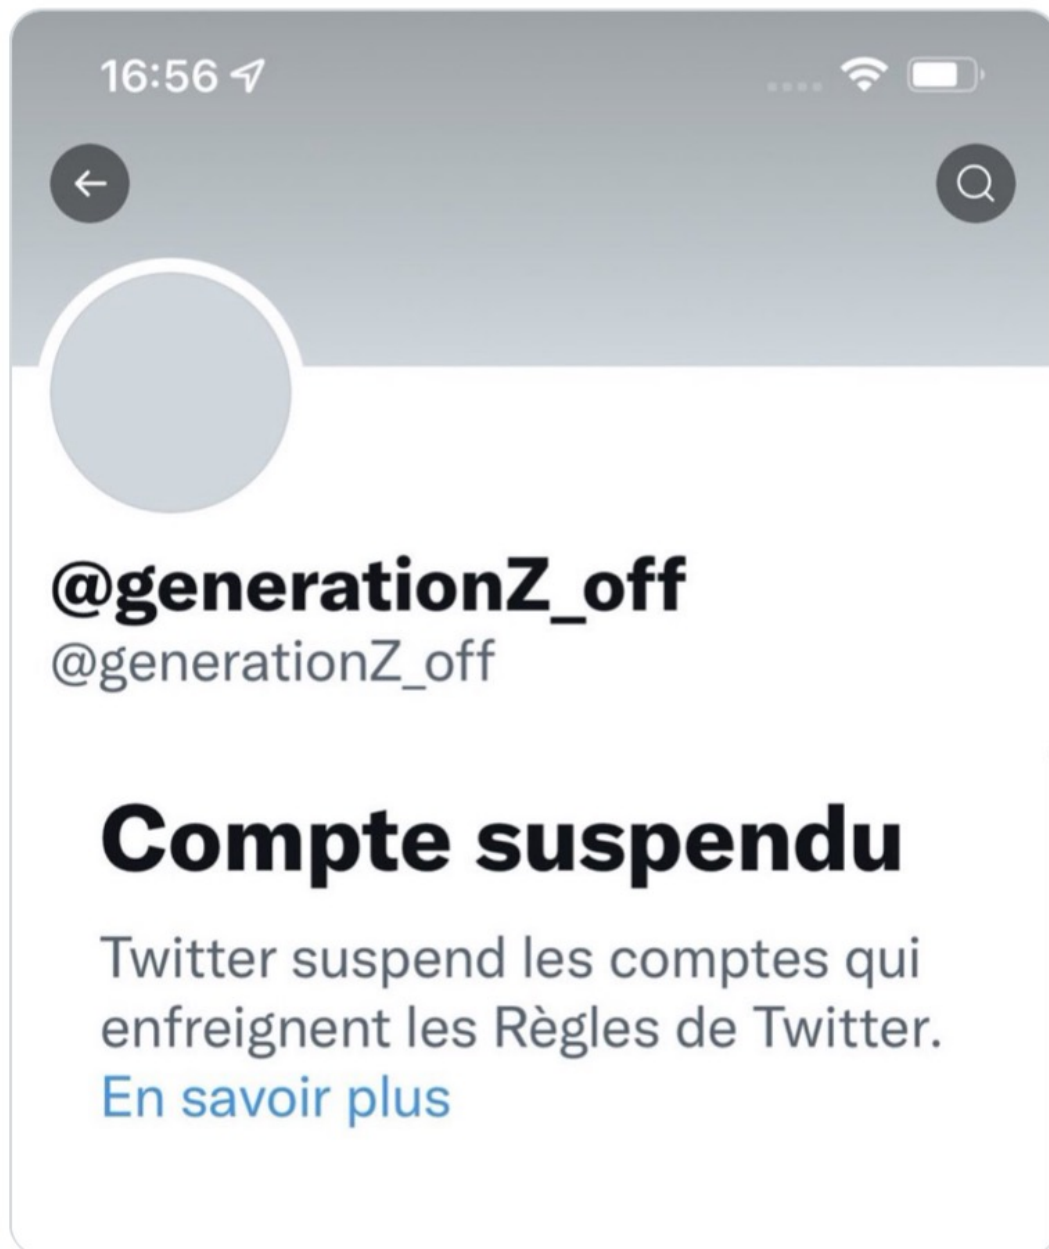 16:56
@generationZ_off
@generationZ_off
Compte suspendu
Twitter suspend les comptes qui
enfreignent les Règles de Twitter.
En savoir plus